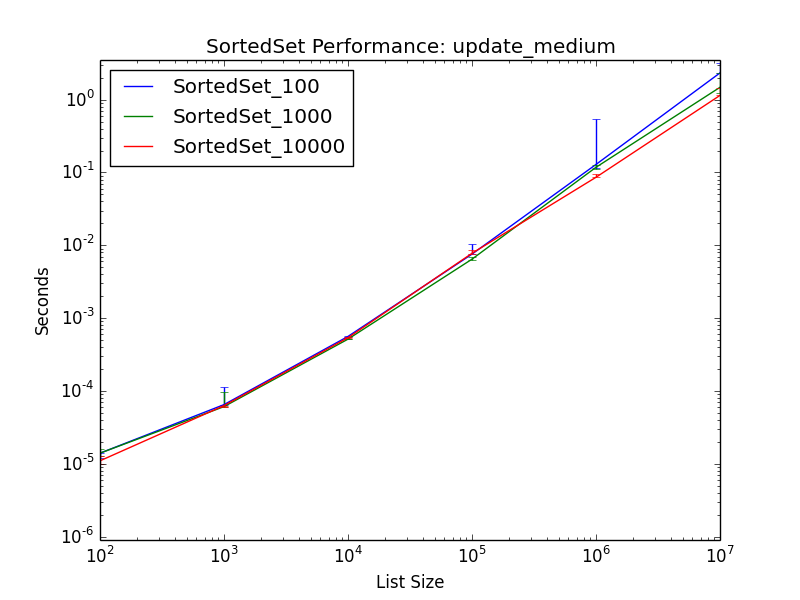 SortedSet Performance: update_medium
SortedSet_100
SortedSet_1000
SortedSet_10000
10^0
10^-1
10^-2
10^-3
10^-4
10^-5
10^-6
Seconds
10^2 10^3 10^4 10^5 10^6 10^7
List Size